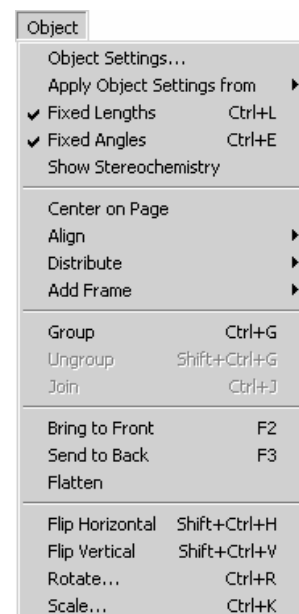 Object
Object Settings...
Apply Object Settings from
Fixed Lengths Ctrl+L
Fixed Angles Ctrl+E
Show Stereochemistry
Center on Page
Align
Distribute
Add Frame
Group Ctrl+G
Ungroup Shift+Ctrl+G
Join Ctrl+J
Bring to Front F2
Send to Back F3
Flatten
Flip Horizontal Shift+Ctrl+H
Flip Vertical Shift+Ctrl+V
Rotate... Ctrl+R
Scale... Ctrl+K